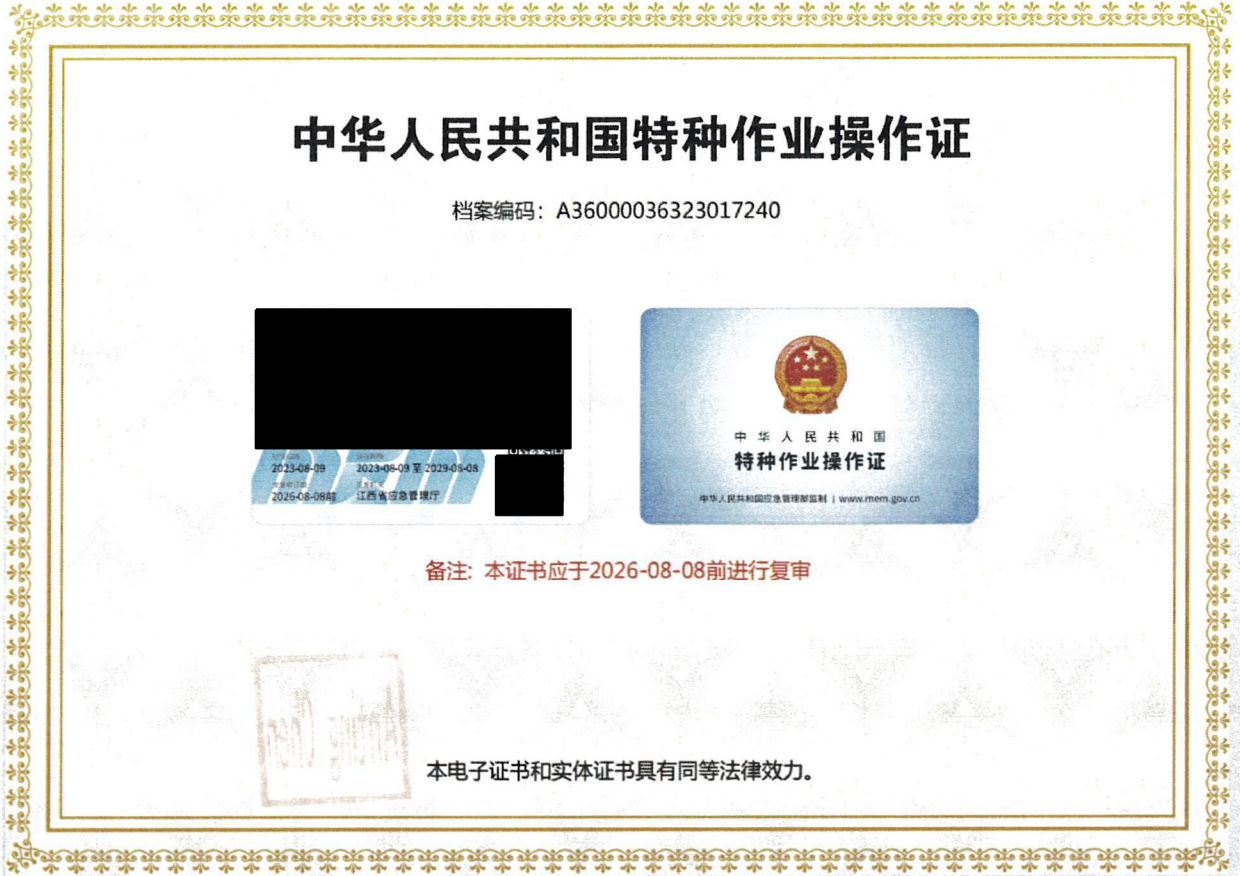 中华人民共和国特种作业操作证
档案编码：A36000036323017240
2023-08-09
2023-08-09 至 2029-08-08
2026-08-08前
江西省应急管理厅
中华人民共和国
特种作业操作证
中华人民共和国应急管理部监制 | www.mem.gov.cn
备注: 本证书应于2026-08-08前进行复审
本电子证书和实体证书具有同等法律效力。